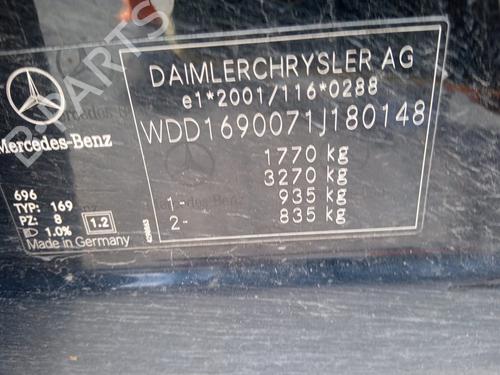 DAIMLERCHRYSLER AG
e1*2001/116*0288
WDD1690071J180148
1770 kg
3270 kg
1- 935 kg
2- 835 kg
Mercedes-Benz
696
TYP: 169
PZ: 8
1.0%
1.2
Made in Germany
B-PARTS